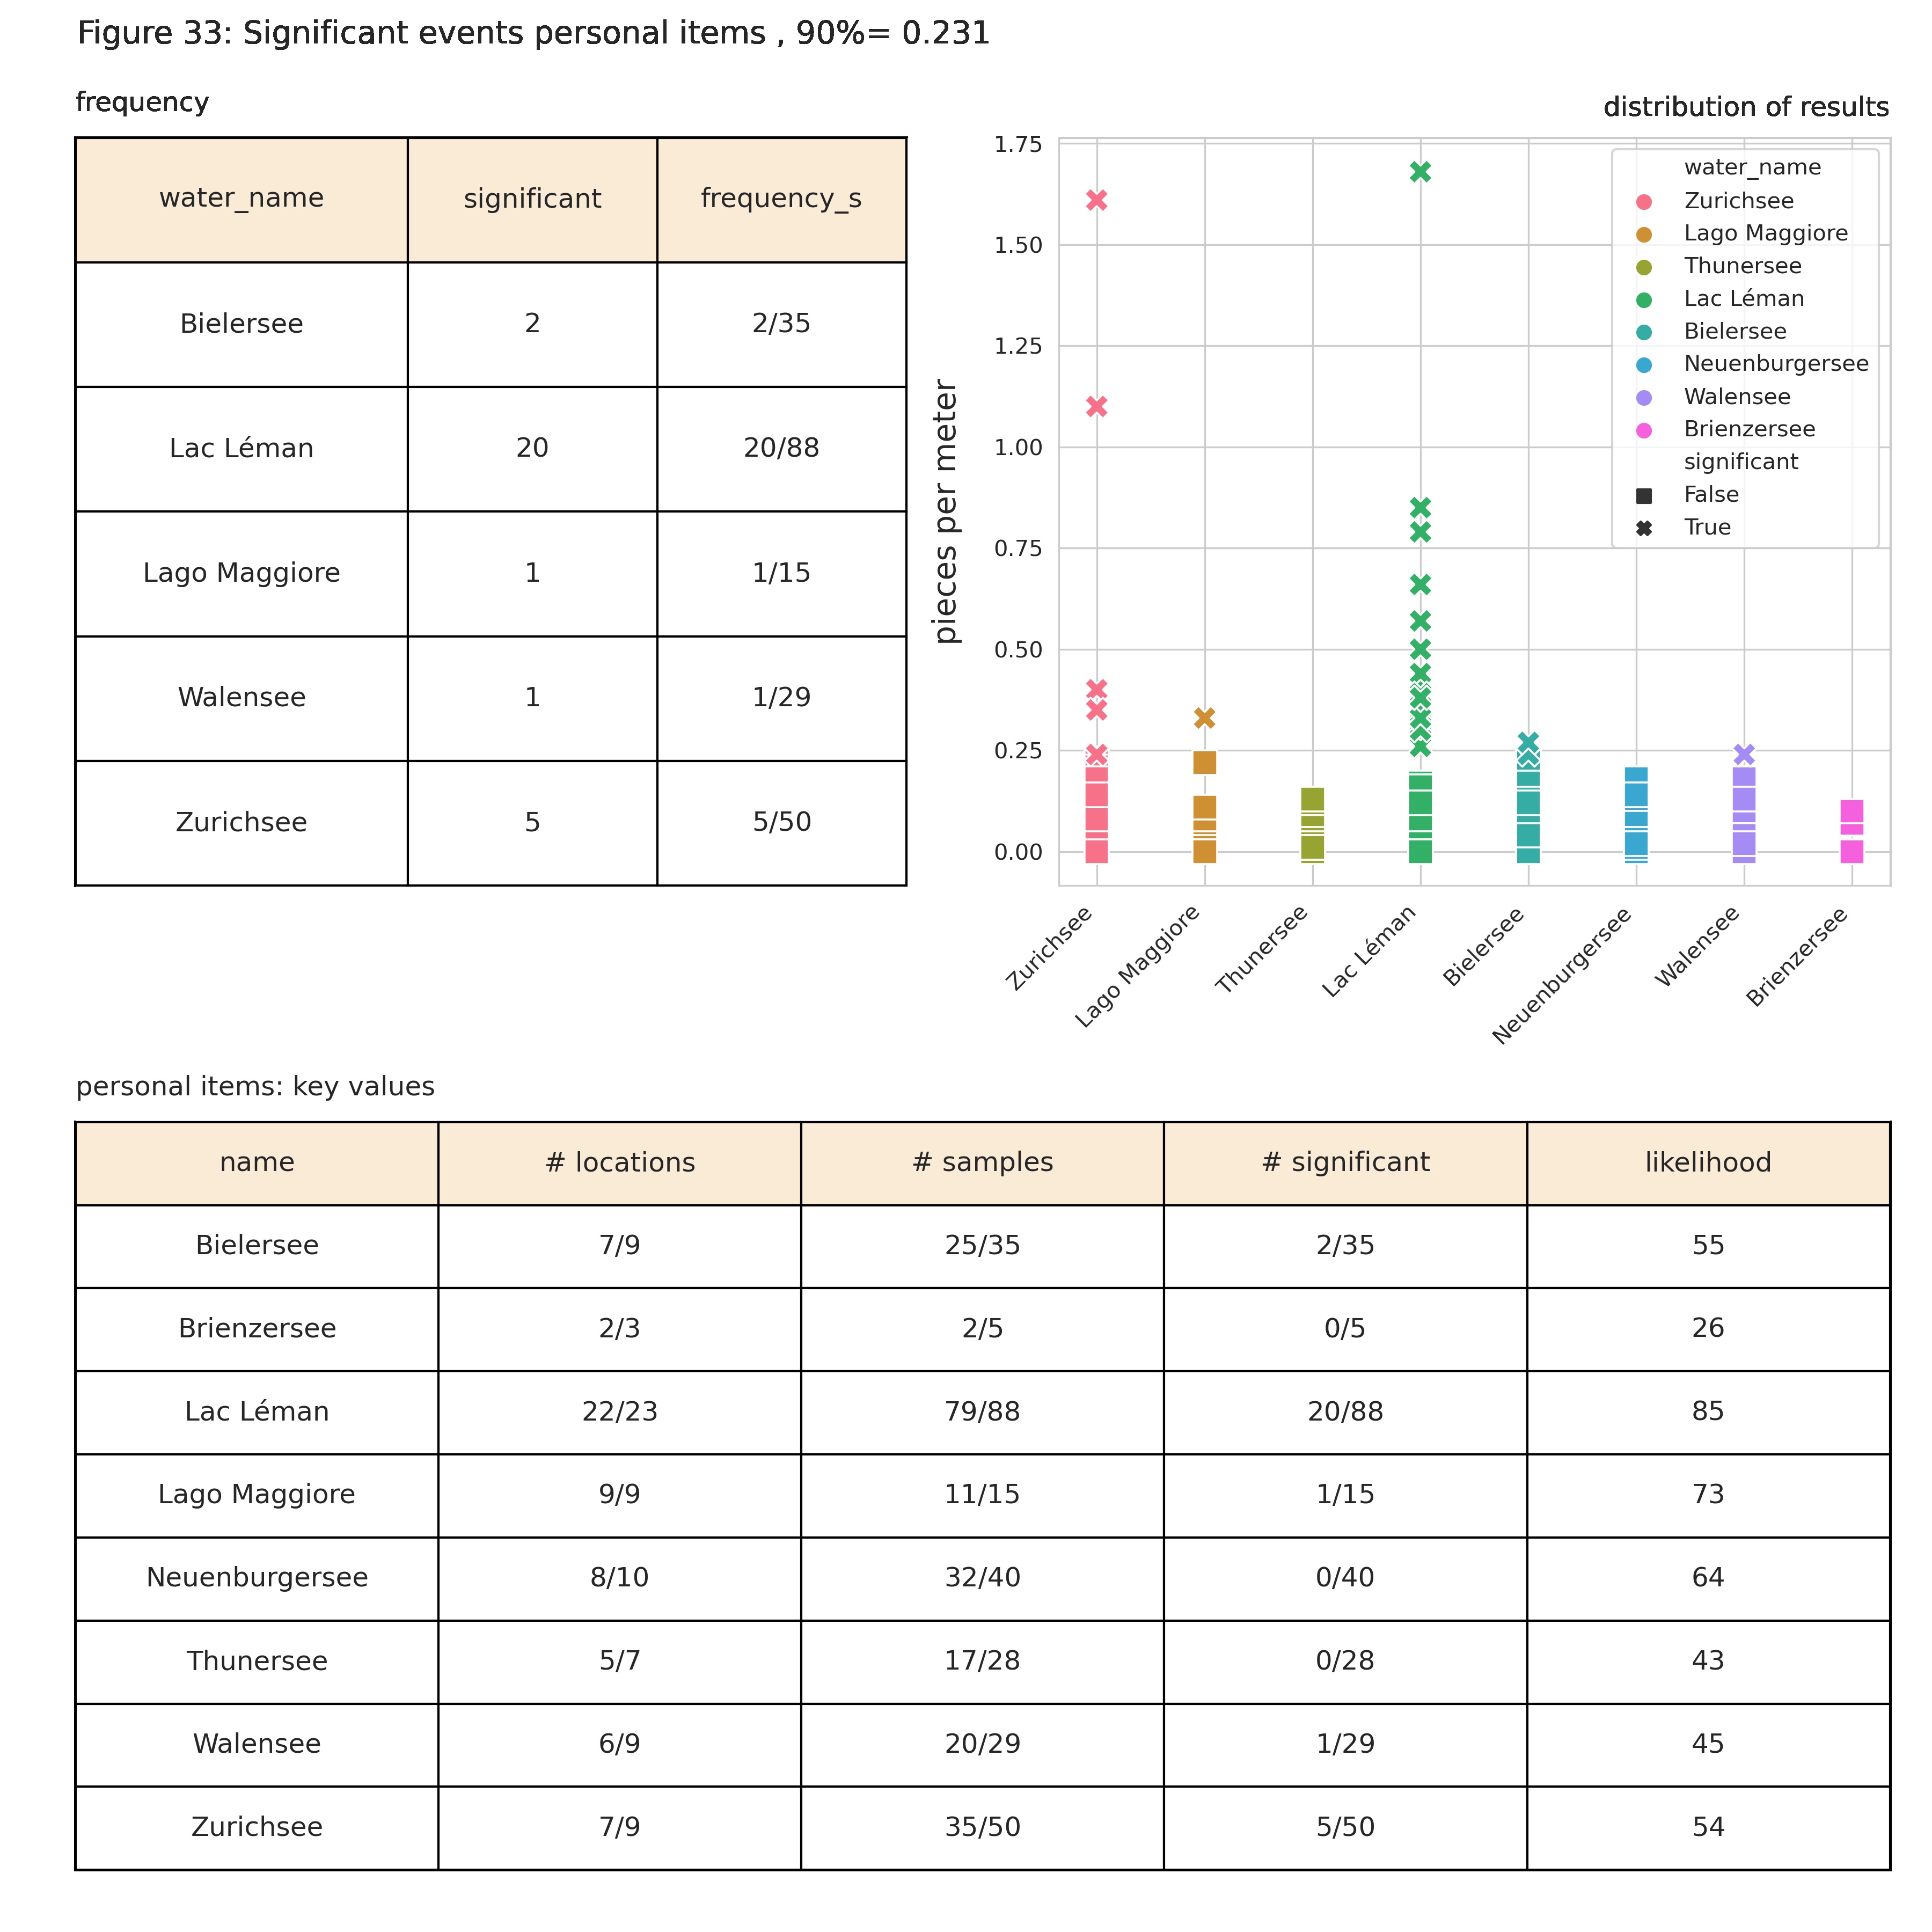 Figure 33: Significant events personal items , 90%= 0.231
frequency
water_name significant frequency_s
Bielersee 2 2/35
Lac Léman 20 20/88
Lago Maggiore 1 1/15
Walensee 1 1/29
Zurichsee 5 5/50
distribution of results
pieces per meter
1.75
1.50
1.25
1.00
0.75
0.50
0.25
0.00
water_name
Zurichsee
Lago Maggiore
Thunersee
Lac Léman
Bielersee
Neuenburgersee
Walensee
Brienzersee
significant
False
True
Zurichsee
Lago Maggiore
Thunersee
Lac Léman
Bielersee
Neuenburgersee
Walensee
Brienzersee
personal items: key values
name # locations # samples # significant likelihood
Bielersee 7/9 25/35 2/35 55
Brienzersee 2/3 2/5 0/5 26
Lac Léman 22/23 79/88 20/88 85
Lago Maggiore 9/9 11/15 1/15 73
Neuenburgersee 8/10 32/40 0/40 64
Thunersee 5/7 17/28 0/28 43
Walensee 6/9 20/29 1/29 45
Zurichsee 7/9 35/50 5/50 54